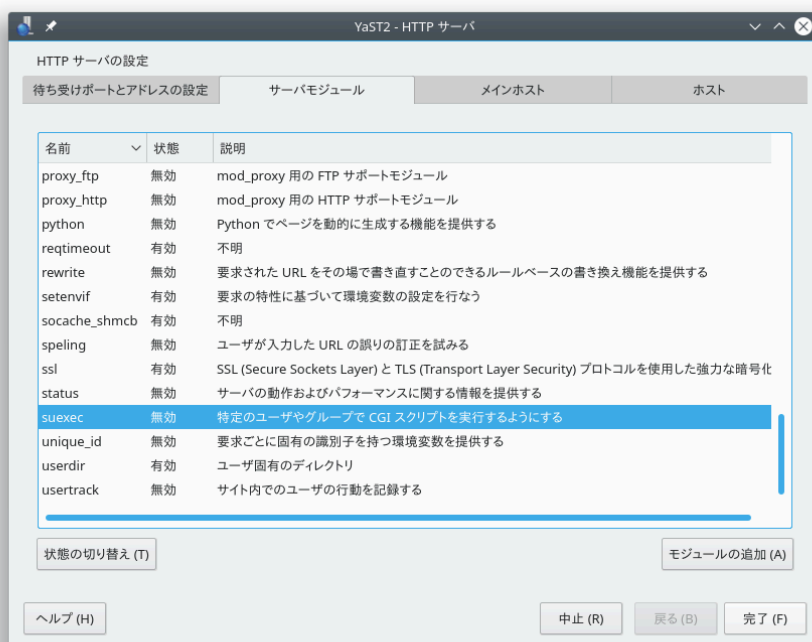 YaST2 - HTTP サーバ
HTTP サーバの設定
待ち受けポートとアドレスの設定 サーバモジュール メインホスト ホスト
名前 状態 説明
proxy_ftp 無効 mod_proxy 用の FTP サポートモジュール
proxy_http 無効 mod_proxy 用の HTTP サポートモジュール
python 無効 Python でページを動的に生成する機能を提供する
reqtimeout 有効 不明
rewrite 無効 要求された URL をその場で書き直すことのできるルールベースの書き換え機能を提供する
setenvif 有効 要求の特性に基づいて環境変数の設定を行なう
socache_shmcb 有効 不明
speling 無効 ユーザが入力した URL の誤りの訂正を試みる
ssl 有効 SSL (Secure Sockets Layer) と TLS (Transport Layer Security) プロトコルを使用した強力な暗号化
status 無効 サーバの動作およびパフォーマンスに関する情報を提供する
suexec 無効 特定のユーザやグループで CGI スクリプトを実行するようにする
unique_id 無効 要求ごとに固有の識別子を持つ環境変数を提供する
userdir 有効 ユーザ固有のディレクトリ
usertrack 無効 サイト内でのユーザの行動を記録する
状態の切り替え (T) モジュールの追加 (A)
ヘルプ (H) 中止 (R) 戻る (B) 完了 (F)